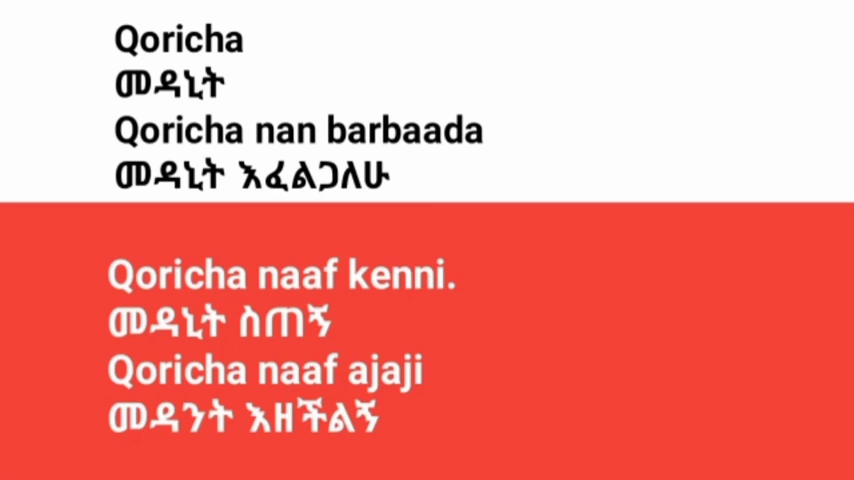 Qoricha
መዳኒት
Qoricha nan barbaada
መዳኒት እፈልጋለሁ
Qoricha naaf kenni.
መዳኒት ስጠኝ
Qoricha naaf ajaji
መዳንት እዘችልኝ